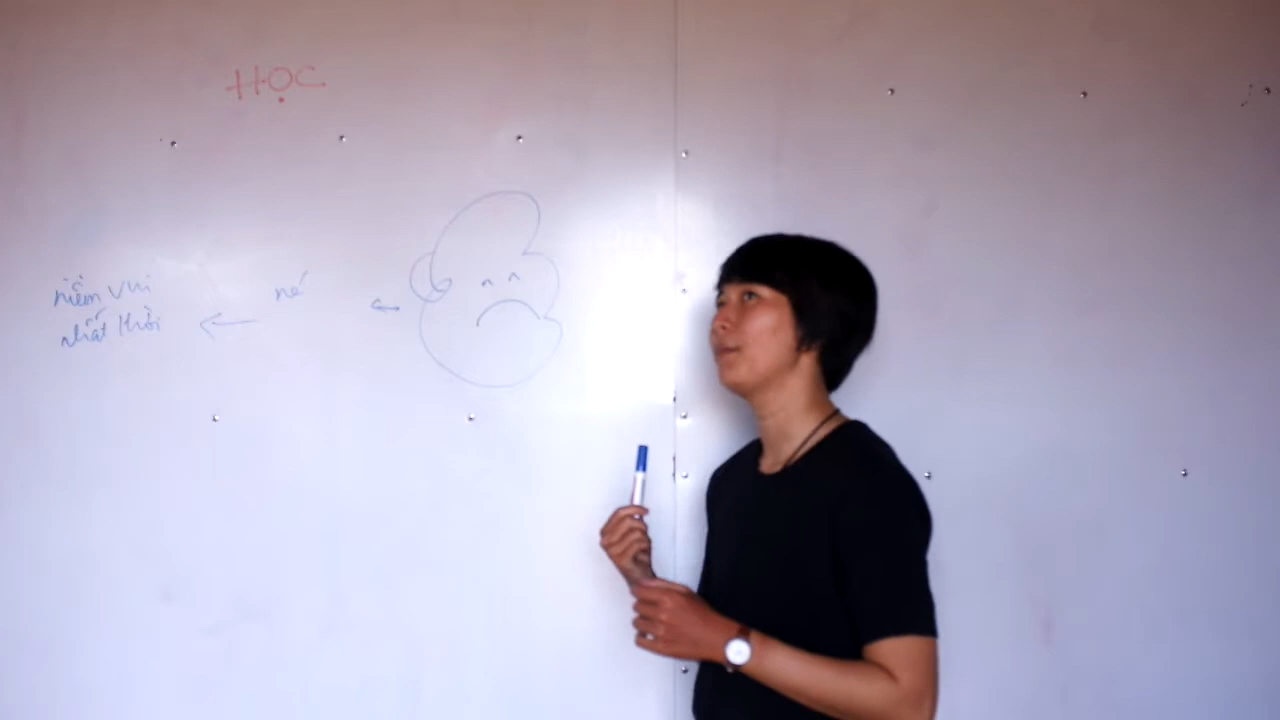 HỌC
niềm vui
nhất thời
né